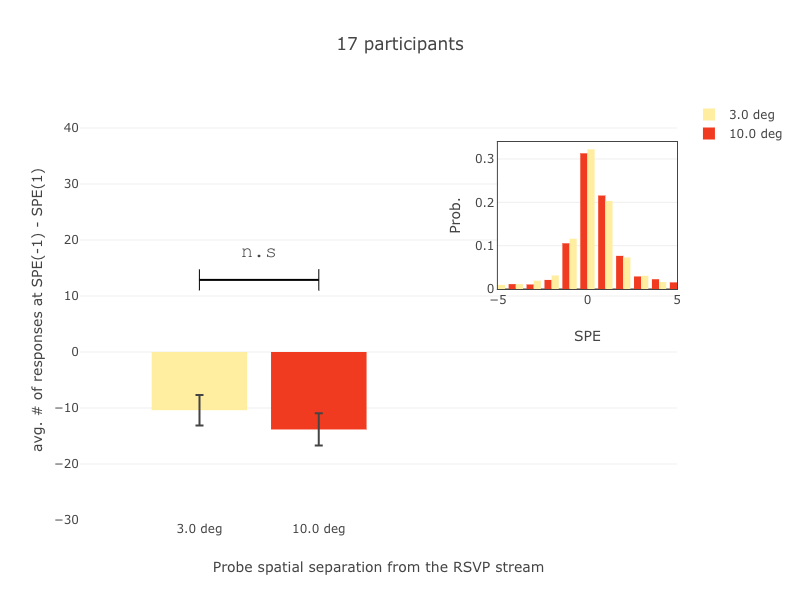 17 participants
3.0 deg
10.0 deg
avg. # of responses at SPE(-1) - SPE(1)
40
30
20
10
0
−10
−20
−30
n.s
Prob.
0.3
0.2
0.1
0
−5
0
5
SPE
3.0 deg
10.0 deg
Probe spatial separation from the RSVP stream